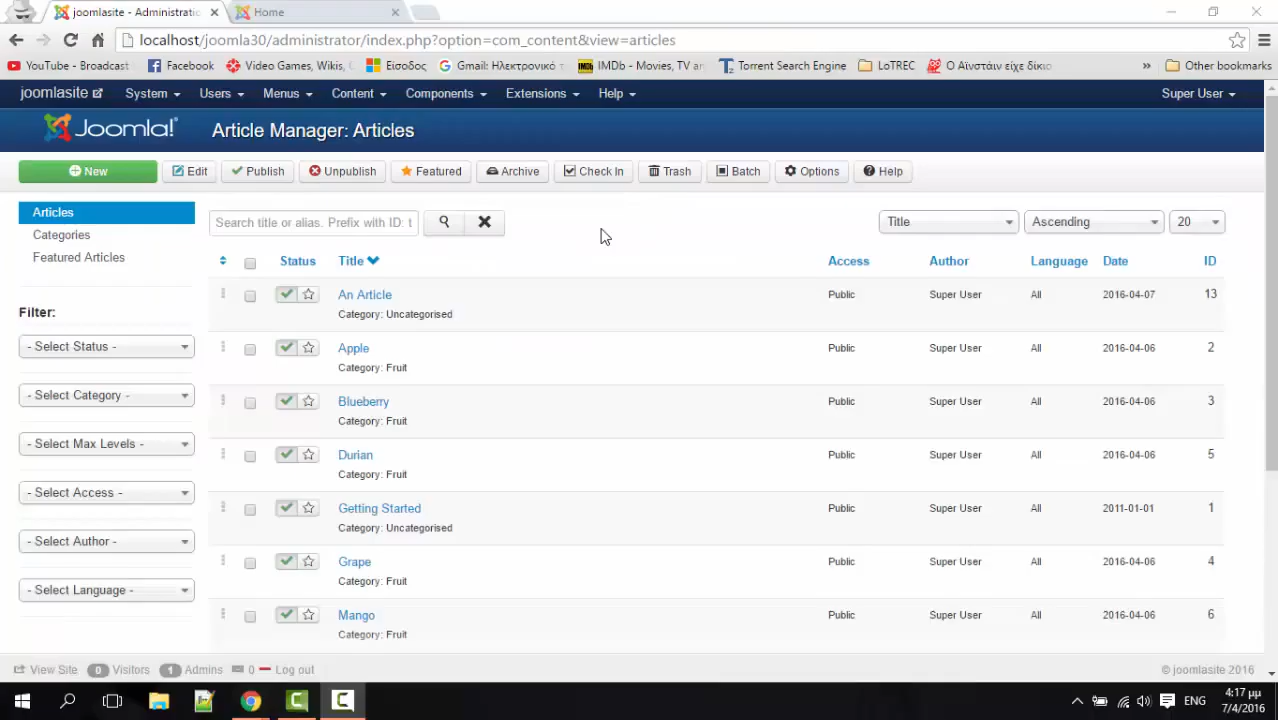 joomlasite - Administratio
Home
localhost/joomla30/administrator/index.php?option=com_content&view=articles
YouTube - Broadcast Facebook Video Games, Wikis, Εισοδος Gmail: Ηλεκτρονικό τ IMDb - Movies, TV an Torrent Search Engine LoTREC Ο Αϊνστάιν είχε δίκιο » Other bookmarks
joomlasite System Users Menus Content Components Extensions Help Super User
Joomla! Article Manager: Articles
New Edit Publish Unpublish Featured Archive Check In Trash Batch Options Help
Articles
Categories
Featured Articles
Filter:
- Select Status -
- Select Category -
- Select Max Levels -
- Select Access -
- Select Author -
- Select Language -
Search title or alias. Prefix with ID: t Title Ascending 20
Status Title Access Author Language Date ID
An Article Public Super User All 2016-04-07 13
Category: Uncategorised
Apple Public Super User All 2016-04-06 2
Category: Fruit
Blueberry Public Super User All 2016-04-06 3
Category: Fruit
Durian Public Super User All 2016-04-06 5
Category: Fruit
Getting Started Public Super User All 2011-01-01 1
Category: Uncategorised
Grape Public Super User All 2016-04-06 4
Category: Fruit
Mango Public Super User All 2016-04-06 6
Category: Fruit
View Site 0 Visitors 1 Admins 0 Log out © joomlasite 2016
ENG 4:17 μμ
7/4/2016